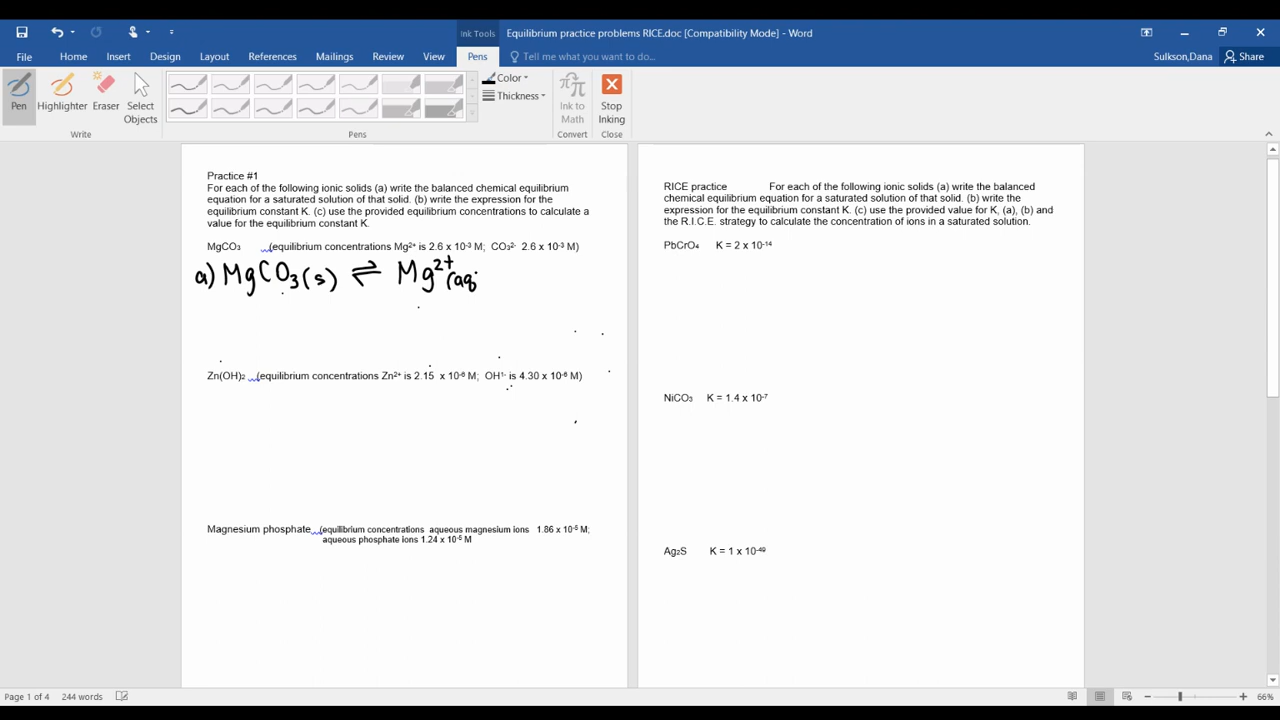 Ink Tools
Equilibrium practice problems RICE.doc [Compatibility Mode] - Word
File Home Insert Design Layout References Mailings Review View Pens Tell me what you want to do... Sulkson,Dana Share
Pen Highlighter Eraser Select Objects
Color
Thickness
Ink to Math
Stop Inking
Write Pens Convert Close
Practice #1
For each of the following ionic solids (a) write the balanced chemical equilibrium
equation for a saturated solution of that solid. (b) write the expression for the
equilibrium constant K. (c) use the provided equilibrium concentrations to calculate a
value for the equilibrium constant K.
MgCO₃ (equilibrium concentrations Mg²⁺ is 2.6 x 10⁻³ M; CO₃²⁻ 2.6 x 10⁻³ M)
a) MgCO₃(s) ⇌ Mg²⁺(aq
Zn(OH)₂ (equilibrium concentrations Zn²⁺ is 2.15 x 10⁻⁶ M; OH¹⁻ is 4.30 x 10⁻⁶ M)
Magnesium phosphate (equilibrium concentrations aqueous magnesium ions 1.86 x 10⁻⁵ M;
aqueous phosphate ions 1.24 x 10⁻⁵ M
RICE practice For each of the following ionic solids (a) write the balanced
chemical equilibrium equation for a saturated solution of that solid. (b) write the
expression for the equilibrium constant K. (c) use the provided value for K, (a), (b) and
the R.I.C.E. strategy to calculate the concentration of ions in a saturated solution.
PbCrO₄ K = 2 x 10⁻¹⁴
NiCO₃ K = 1.4 x 10⁻⁷
Ag₂S K = 1 x 10⁻⁴⁹
Page 1 of 4 244 words 66%